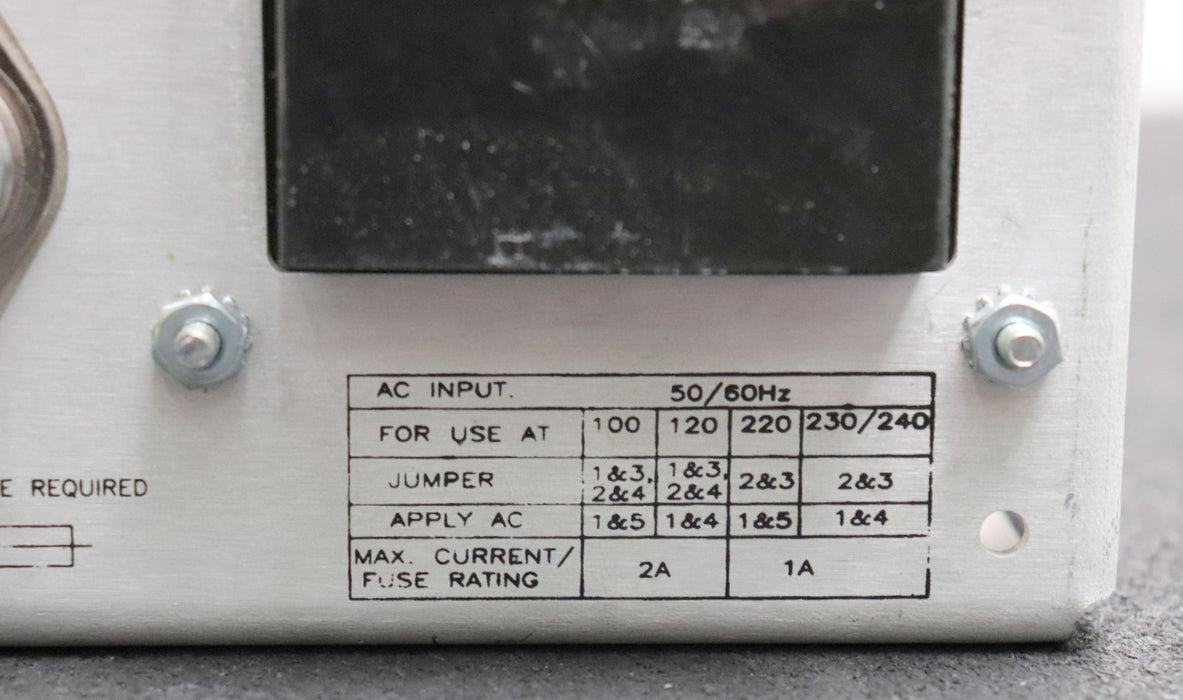 AC INPUT. 50/60Hz
FOR USE AT 100 120 220 230/240
JUMPER 1&3, 2&4 1&3, 2&4 2&3 2&3
APPLY AC 1&5 1&4 1&5 1&4
MAX. CURRENT/
FUSE RATING 2A 1A
E REQUIRED